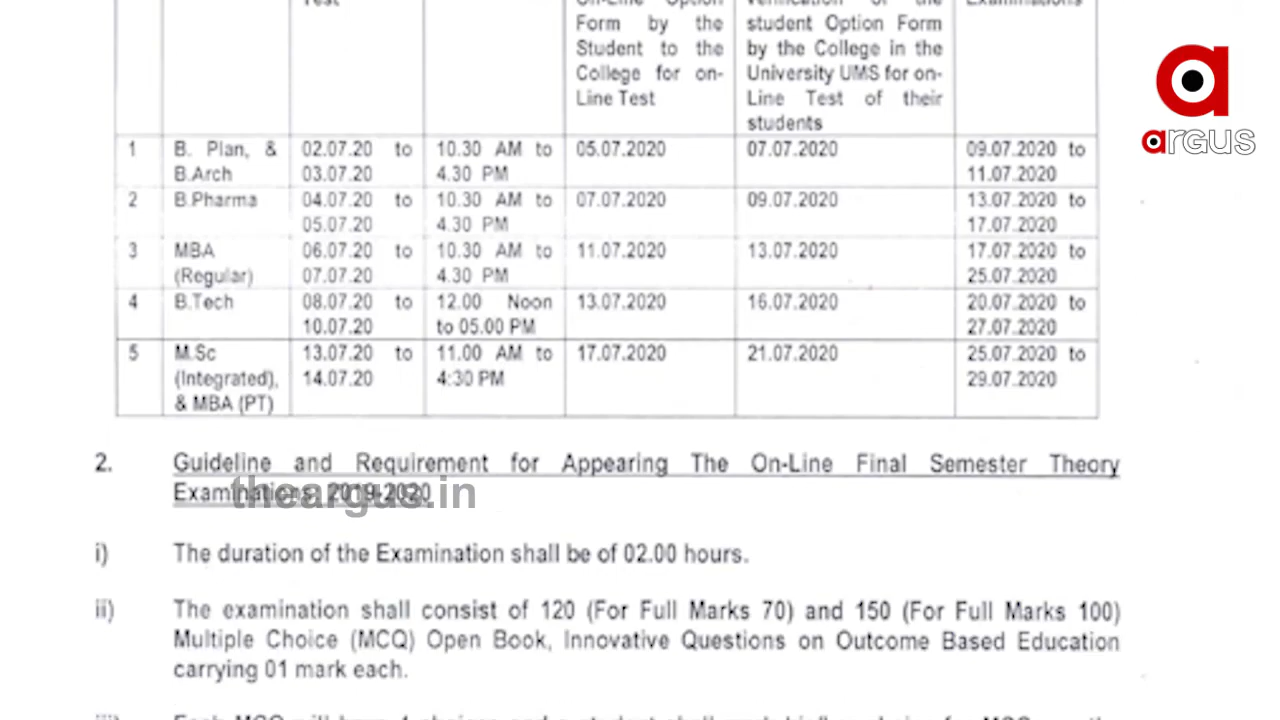 Test On-Line Option verification of the Examinations
Form by the student Option Form
Student to the by the College in the
College for on- University UMS for on-
Line Test Line Test of their
students
1 B. Plan, & 02.07.20 to 10.30 AM to 05.07.2020 07.07.2020 09.07.2020 to
B.Arch 03.07.20 4.30 PM 11.07.2020
2 B.Pharma 04.07.20 to 10.30 AM to 07.07.2020 09.07.2020 13.07.2020 to
05.07.20 4.30 PM 17.07.2020
3 MBA 06.07.20 to 10.30 AM to 11.07.2020 13.07.2020 17.07.2020 to
(Regular) 07.07.20 4.30 PM 25.07.2020
4 B.Tech 08.07.20 to 12.00 Noon 13.07.2020 16.07.2020 20.07.2020 to
10.07.20 to 05.00 PM 27.07.2020
5 M.Sc 13.07.20 to 11.00 AM to 17.07.2020 21.07.2020 25.07.2020 to
(Integrated), 14.07.20 4:30 PM 29.07.2020
& MBA (PT)
argus
2. Guideline and Requirement for Appearing The On-Line Final Semester Theory
Examinations, 2019-2020
theargus.in
i) The duration of the Examination shall be of 02.00 hours.
ii) The examination shall consist of 120 (For Full Marks 70) and 150 (For Full Marks 100)
Multiple Choice (MCQ) Open Book, Innovative Questions on Outcome Based Education
carrying 01 mark each.